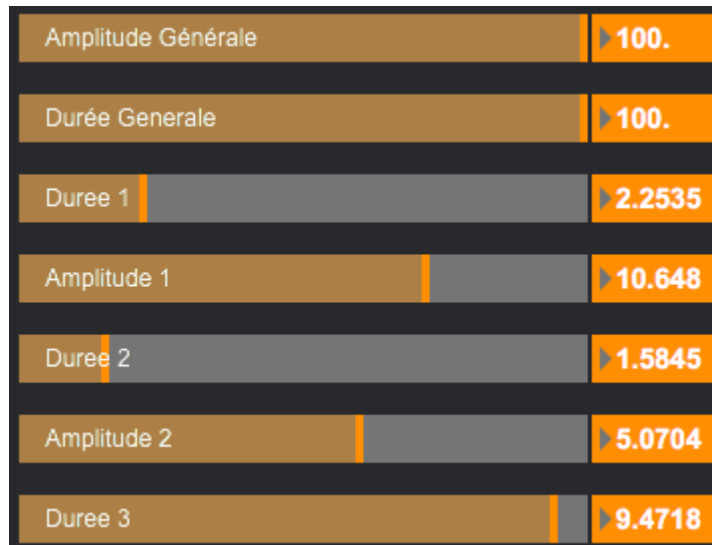 Amplitude Générale 100.
Durée Generale 100.
Duree 1 2.2535
Amplitude 1 10.648
Duree 2 1.5845
Amplitude 2 5.0704
Duree 3 9.4718